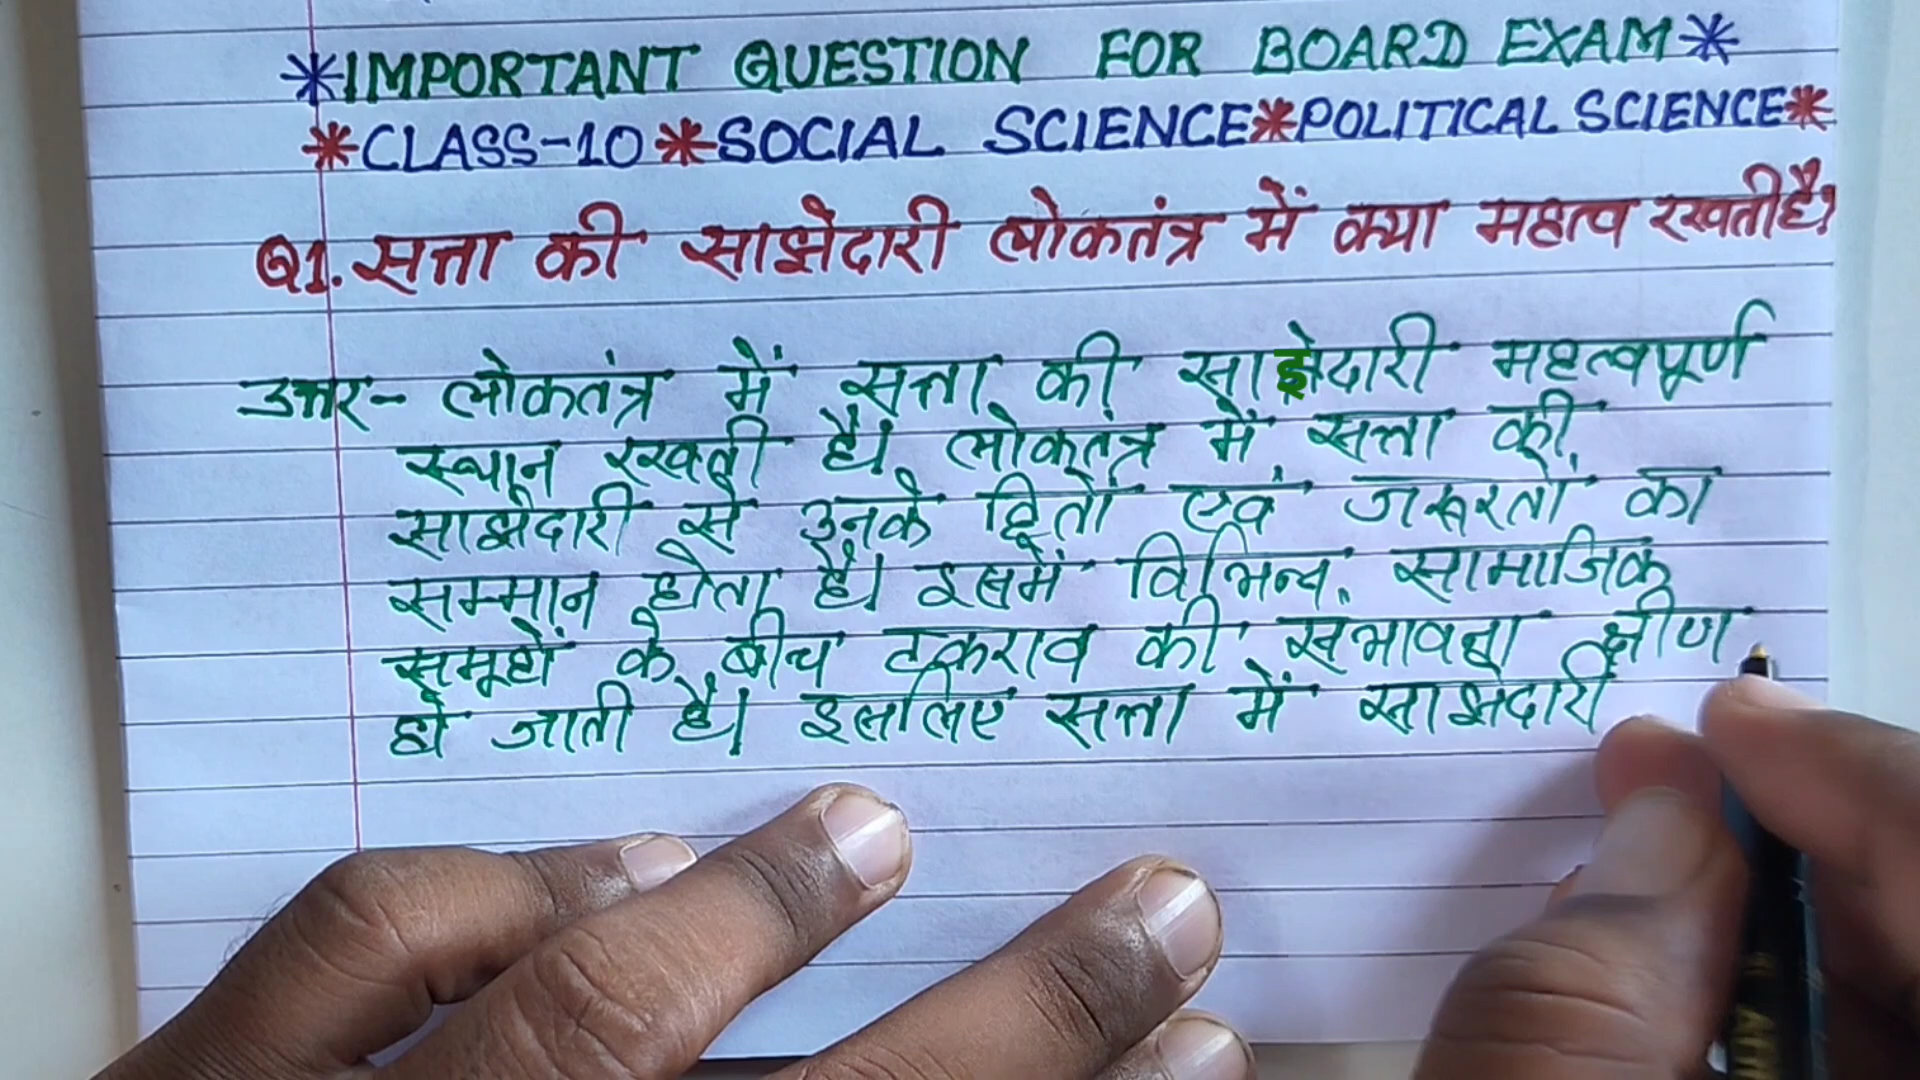 *IMPORTANT QUESTION FOR BOARD EXAM*
*CLASS-10*SOCIAL SCIENCE*POLITICAL SCIENCE*
Q1. सत्ता की साझेदारी लोकतंत्र में क्या महत्व रखती है?
उत्तर- लोकतंत्र में सत्ता की साझेदारी महत्वपूर्ण
स्थान रखती है। लोकतंत्र में सत्ता की
साझेदारी से उनके हितों एवं जरूरतों का
सम्मान होता है। इसमें विभिन्न सामाजिक
समूहों के बीच टकराव की संभावना क्षीण
हो जाती है। इसलिए सत्ता में साझेदारी